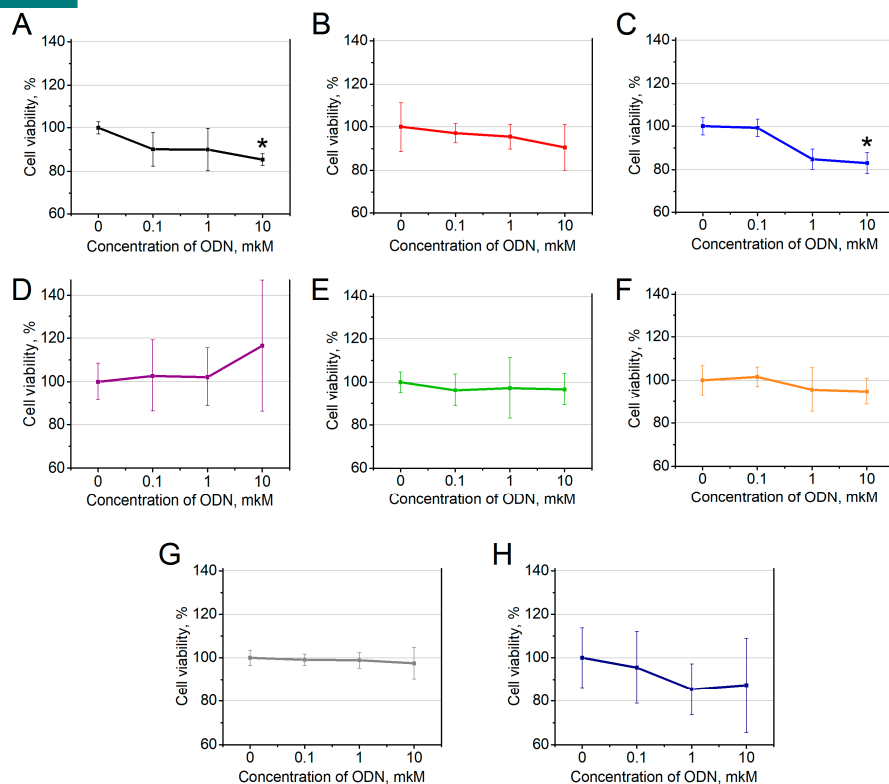 A
Cell viability, %
140
120
100
80
60
*
0 0.1 1 10
Concentration of ODN, mkM
B
Cell viability, %
140
120
100
80
60
0 0.1 1 10
Concentration of ODN, mkM
C
Cell viability, %
140
120
100
80
60
*
0 0.1 1 10
Concentration of ODN, mkM
D
Cell viability, %
140
120
100
80
60
0 0.1 1 10
Concentration of ODN, mkM
E
Cell viability, %
140
120
100
80
60
0 0.1 1 10
Concentration of ODN, mkM
F
Cell viability, %
140
120
100
80
60
0 0.1 1 10
Concentration of ODN, mkM
G
Cell viability, %
140
120
100
80
60
0 0.1 1 10
Concentration of ODN, mkM
H
Cell viability, %
140
120
100
80
60
0 0.1 1 10
Concentration of ODN, mkM